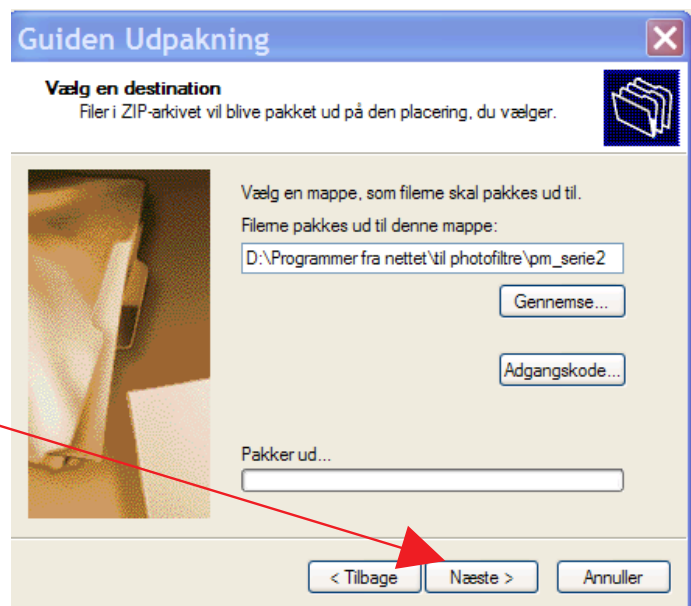 Guiden Udpakning
Vælg en destination
Filer i ZIP-arkivet vil blive pakket ud på den placering, du vælger.
Vælg en mappe, som filerne skal pakkes ud til.
Filerne pakkes ud til denne mappe:
D:\Programmer fra nettet\til photofiltre\pm_serie2
Gennemse...
Adgangskode...
Pakker ud...
< Tilbage
Næste >
Annuller